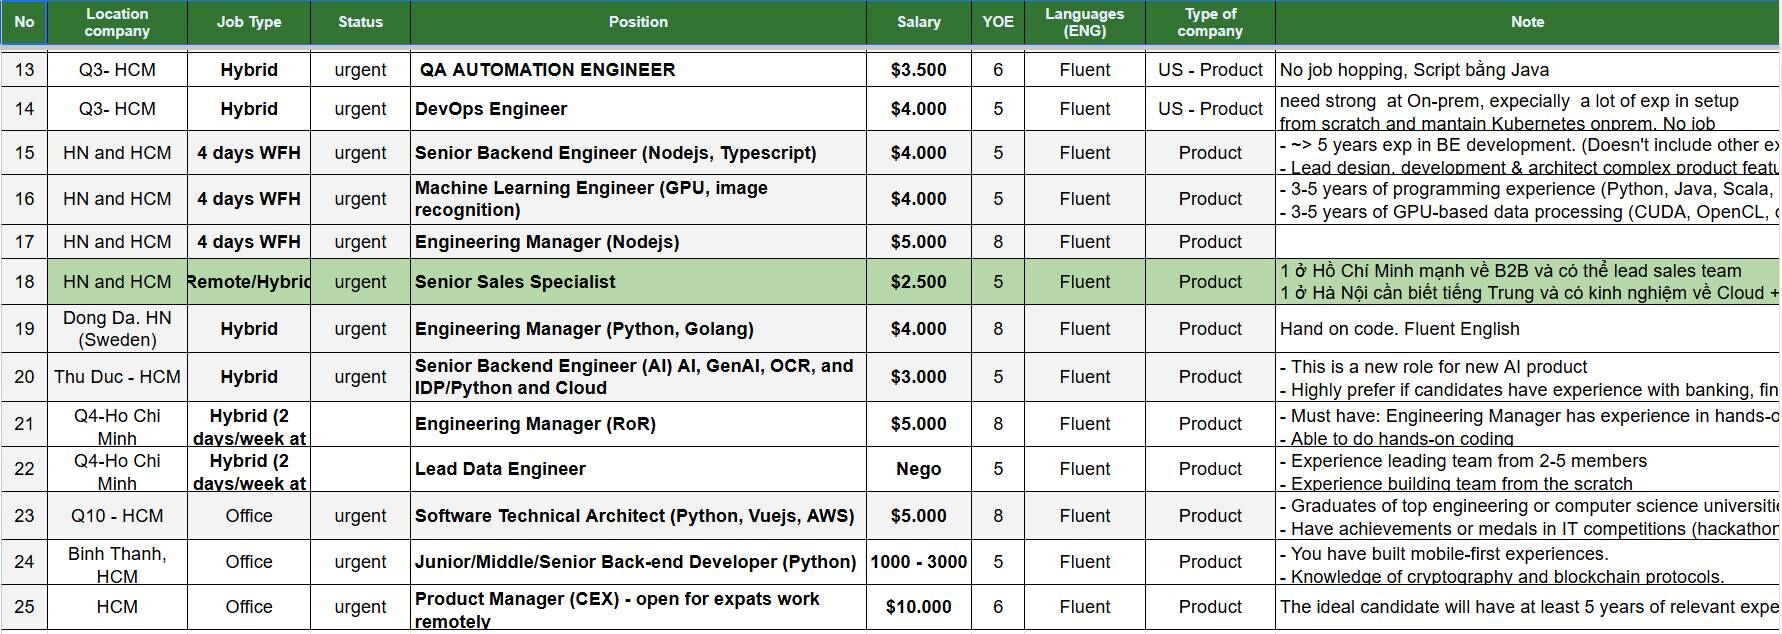 No Location company Job Type Status Position Salary YOE Languages (ENG) Type of company Note
13 Q3- HCM Hybrid urgent QA AUTOMATION ENGINEER $3.500 6 Fluent US - Product No job hopping, Script bằng Java
14 Q3- HCM Hybrid urgent DevOps Engineer $4.000 5 Fluent US - Product need strong at On-prem, expecially a lot of exp in setup
from scratch and mantain Kubernetes onprem. No job
15 HN and HCM 4 days WFH urgent Senior Backend Engineer (Nodejs, Typescript) $4.000 5 Fluent Product - ~> 5 years exp in BE development. (Doesn't include other
- Lead design, development & architect complex product
16 HN and HCM 4 days WFH urgent Machine Learning Engineer (GPU, image recognition) $4.000 5 Fluent Product - 3-5 years of programming experience (Python, Java, Scala,
- 3-5 years of GPU-based data processing (CUDA, OpenCL,
17 HN and HCM 4 days WFH urgent Engineering Manager (Nodejs) $5.000 8 Fluent Product
18 HN and HCM Remote/Hybrid urgent Senior Sales Specialist $2.500 5 Fluent Product 1 ở Hồ Chí Minh mạnh về B2B và có thể lead sales team
1 ở Hà Nội cần biết tiếng Trung và có kinh nghiệm về Cloud +
19 Dong Da. HN (Sweden) Hybrid urgent Engineering Manager (Python, Golang) $4.000 8 Fluent Product Hand on code. Fluent English
20 Thu Duc - HCM Hybrid urgent Senior Backend Engineer (AI) AI, GenAI, OCR, and IDP/Python and Cloud $3.000 5 Fluent Product - This is a new role for new AI product
- Highly prefer if candidates have experience with banking,
21 Q4-Ho Chi Minh Hybrid (2 days/week at Engineering Manager (RoR) $5.000 8 Fluent Product - Must have: Engineering Manager has experience in
- Able to do hands-on coding
22 Q4-Ho Chi Minh Hybrid (2 days/week at Lead Data Engineer Nego 5 Fluent Product - Experience leading team from 2-5 members
- Experience building team from the scratch
23 Q10 - HCM Office urgent Software Technical Architect (Python, Vuejs, AWS) $5.000 8 Fluent Product - Graduates of top engineering or computer science
- Have achievements or medals in IT competitions (hackathon
24 Binh Thanh, HCM Office urgent Junior/Middle/Senior Back-end Developer (Python) 1000 - 3000 5 Fluent Product - You have built mobile-first experiences.
- Knowledge of cryptography and blockchain protocols.
25 HCM Office urgent Product Manager (CEX) - open for expats work remotely $10.000 6 Fluent Product The ideal candidate will have at least 5 years of relevant